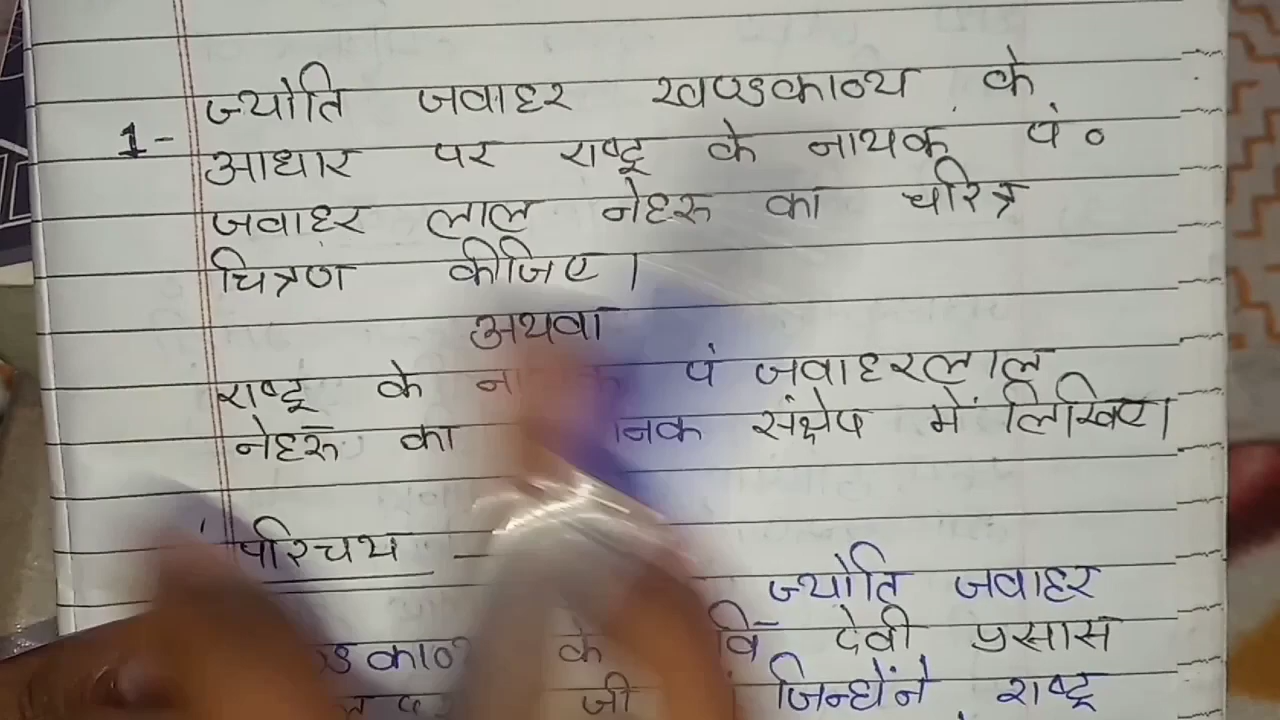 1- ज्योति जवाहर खण्डकाव्य के
आधार पर राष्ट्र के नायक पं०
जवाहर लाल नेहरू का चरित्र
चित्रण कीजिए।
अथवा
राष्ट्र के पं जवाहरलाल
नेहरू का संक्षेप में लिखिए।
परिचय —
ज्योति जवाहर
के देवी प्रसास
जी जिन्होंने राष्ट्र